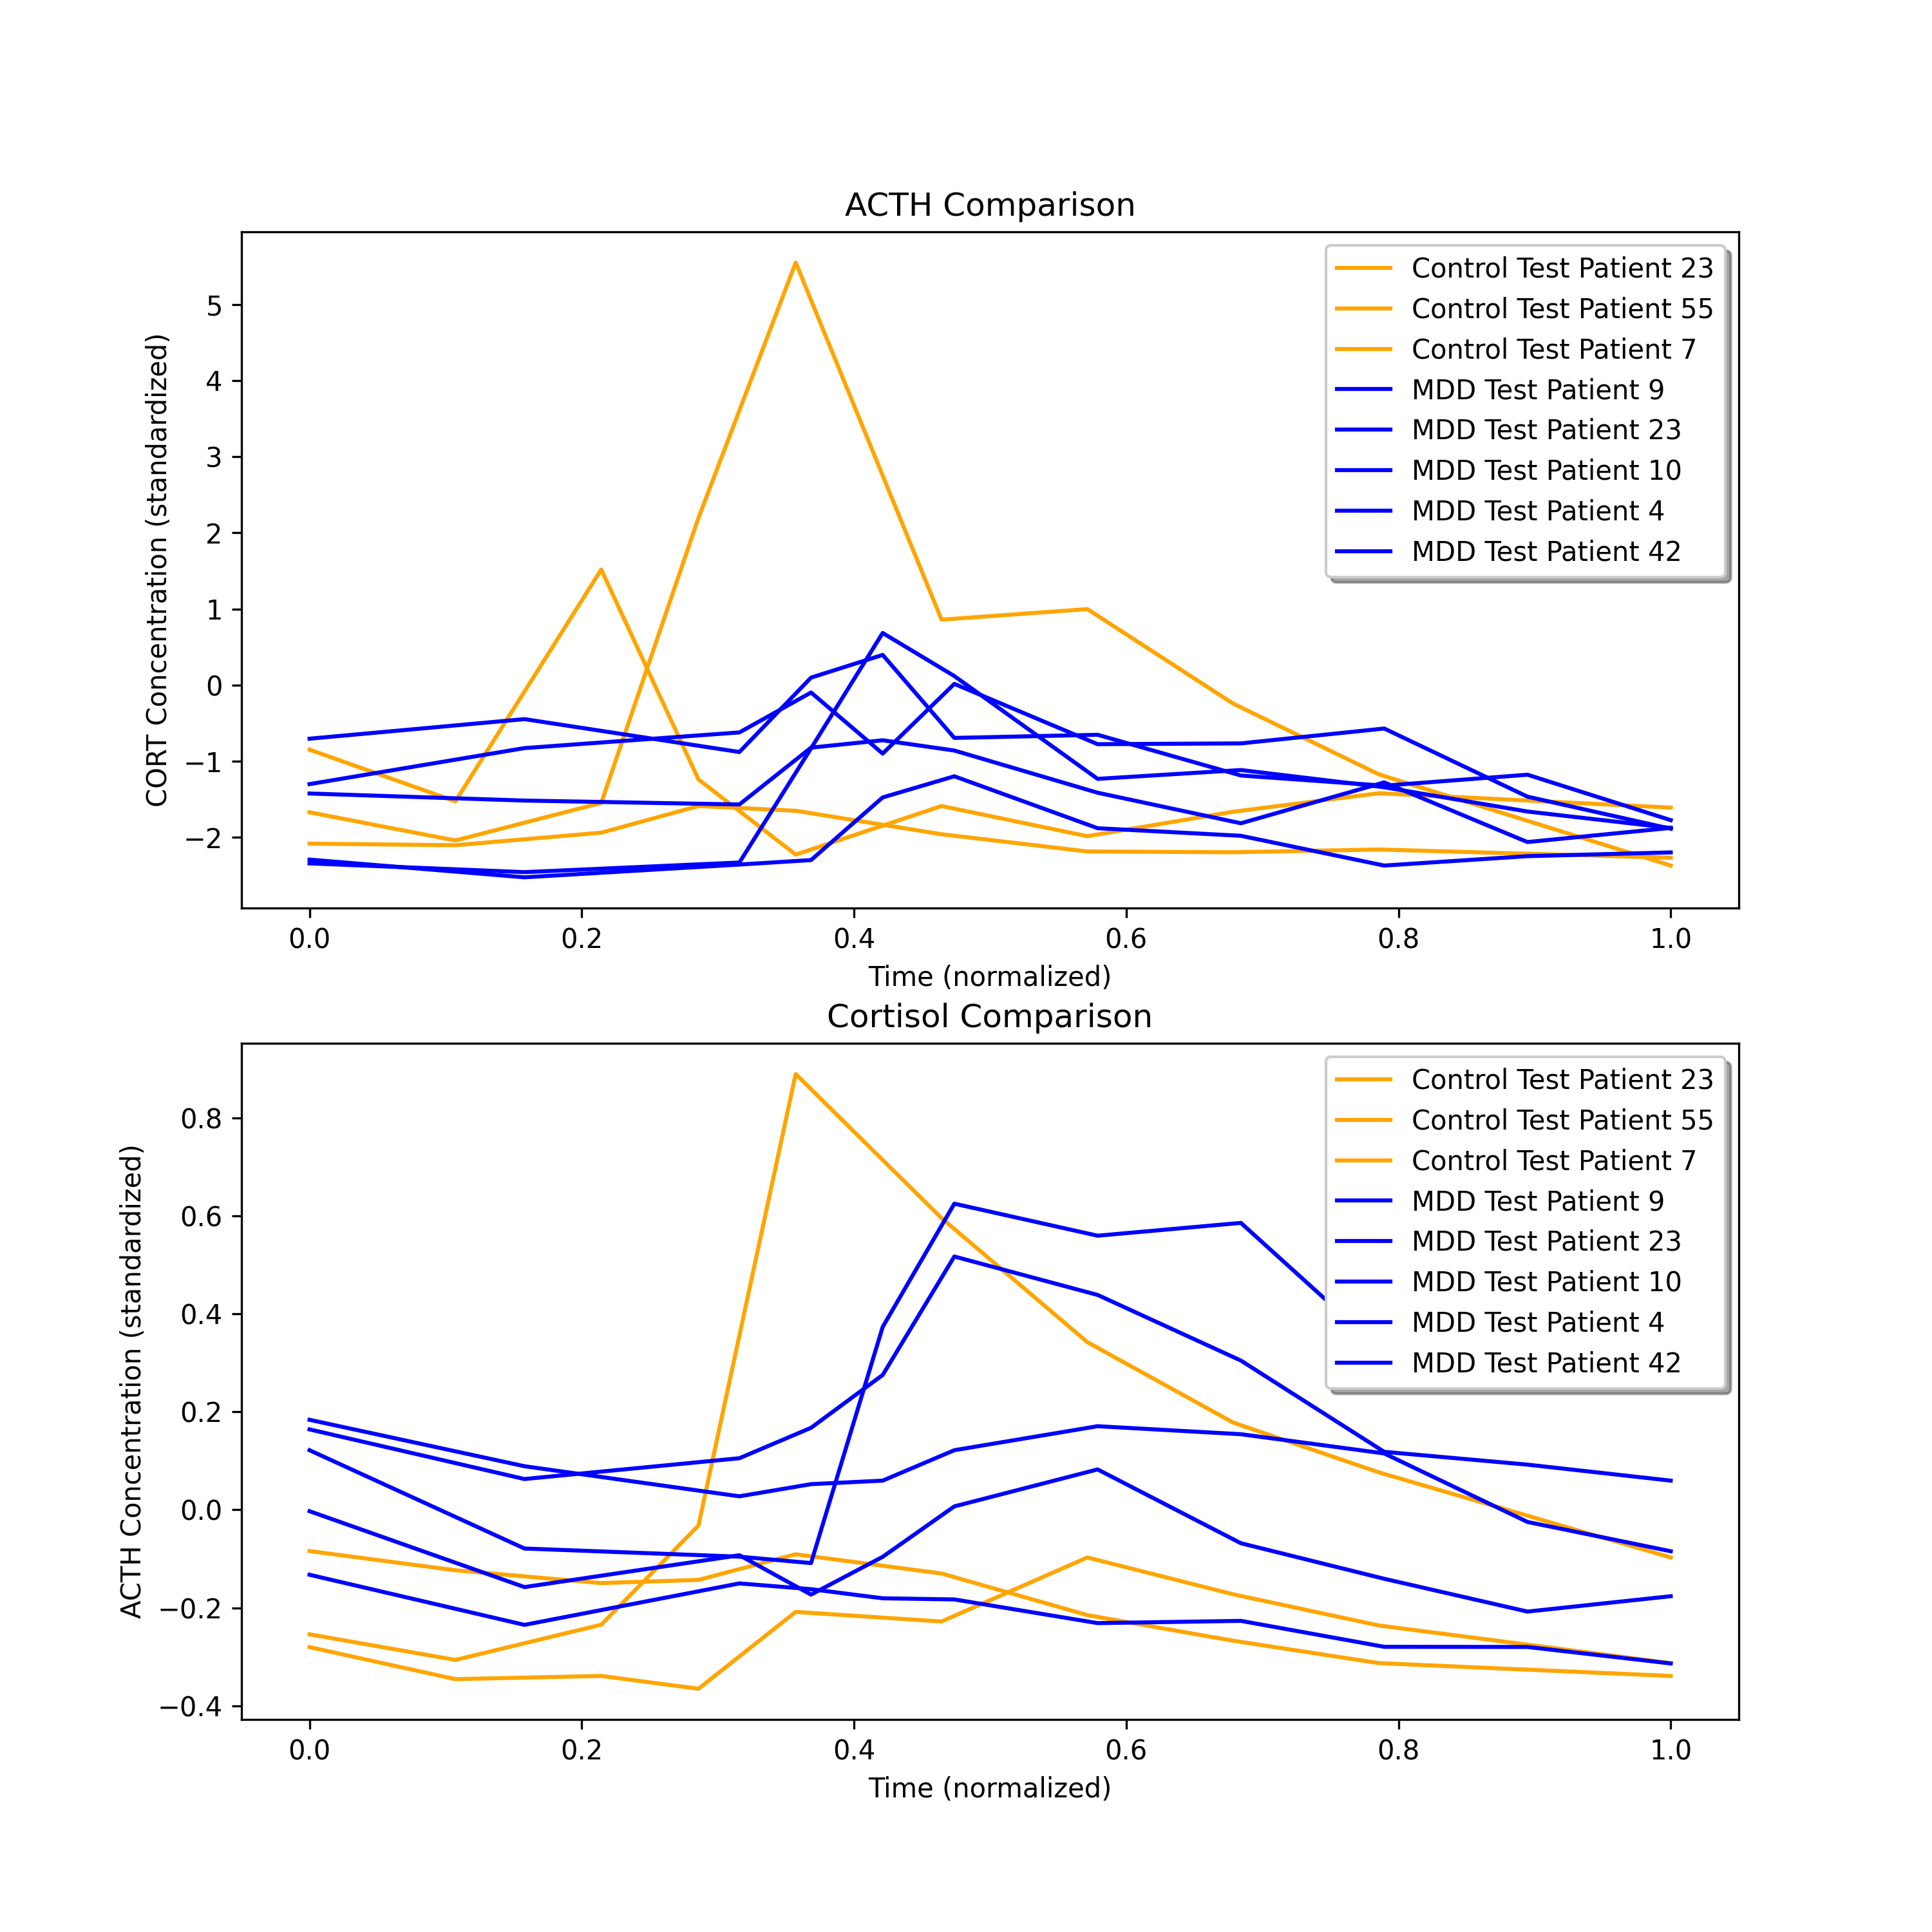 ACTH Comparison
CORT Concentration (standardized)
5
4
3
2
1
0
−1
−2
Control Test Patient 23
Control Test Patient 55
Control Test Patient 7
MDD Test Patient 9
MDD Test Patient 23
MDD Test Patient 10
MDD Test Patient 4
MDD Test Patient 42
0.0 0.2 0.4 0.6 0.8 1.0
Time (normalized)
Cortisol Comparison
ACTH Concentration (standardized)
0.8
0.6
0.4
0.2
0.0
−0.2
−0.4
Control Test Patient 23
Control Test Patient 55
Control Test Patient 7
MDD Test Patient 9
MDD Test Patient 23
MDD Test Patient 10
MDD Test Patient 4
MDD Test Patient 42
0.0 0.2 0.4 0.6 0.8 1.0
Time (normalized)